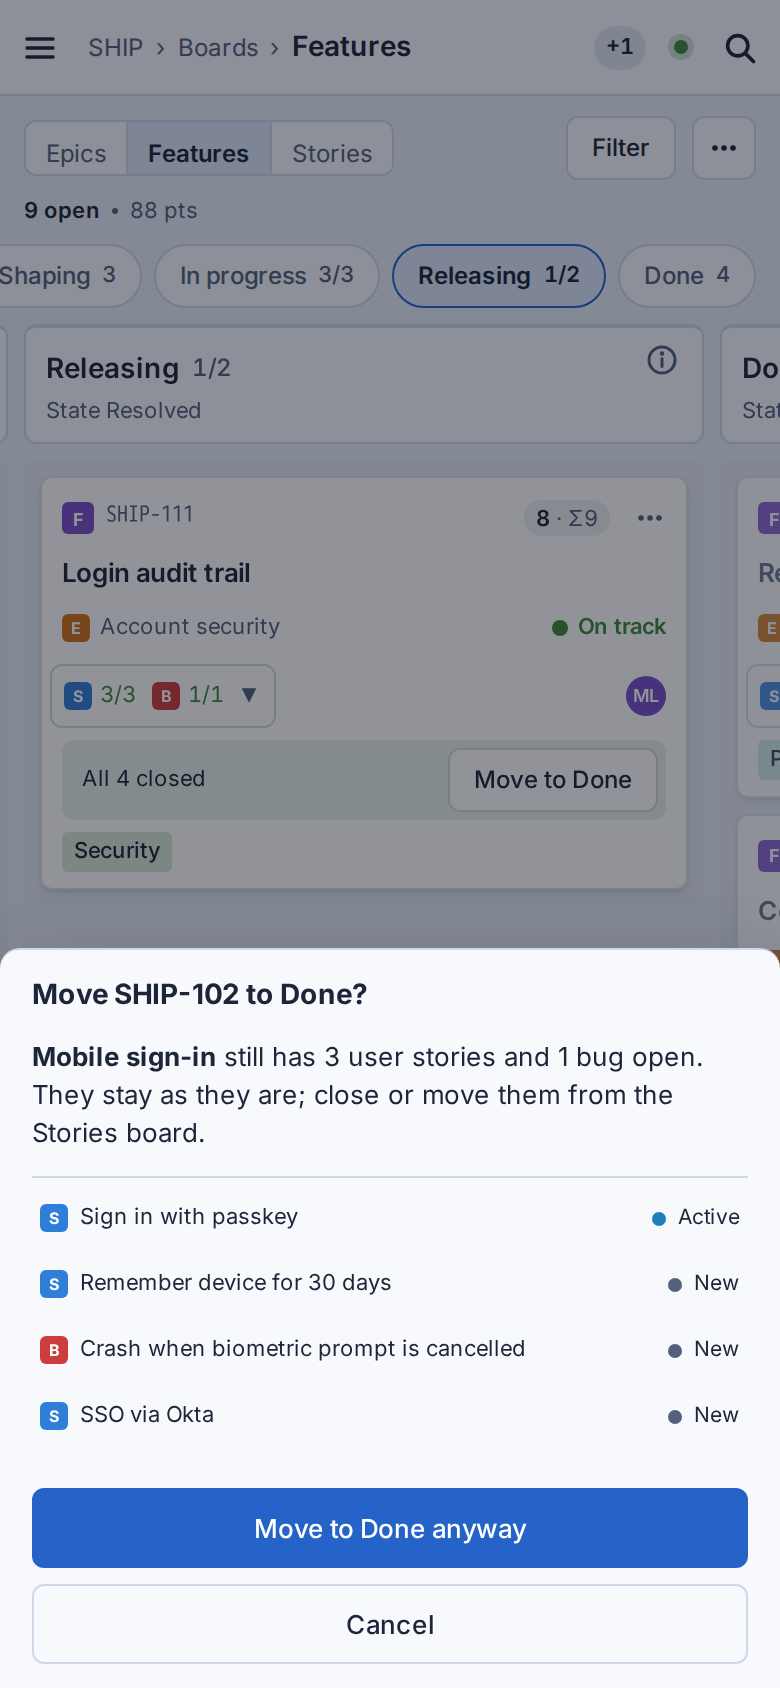 SHIP › Boards › Features
+1
Epics
Features
Stories
Filter
•••
9 open • 88 pts
Shaping 3
In progress 3/3
Releasing 1/2
Done 4
Releasing 1/2
State Resolved
F SHIP-111
8 · Σ9
•••
Login audit trail
E Account security
On track
S 3/3 B 1/1 ▼
ML
All 4 closed
Move to Done
Security
F
E
S
F
Move SHIP-102 to Done?
Mobile sign-in still has 3 user stories and 1 bug open.
They stay as they are; close or move them from the
Stories board.
S Sign in with passkey
Active
S Remember device for 30 days
New
B Crash when biometric prompt is cancelled
New
S SSO via Okta
New
Move to Done anyway
Cancel